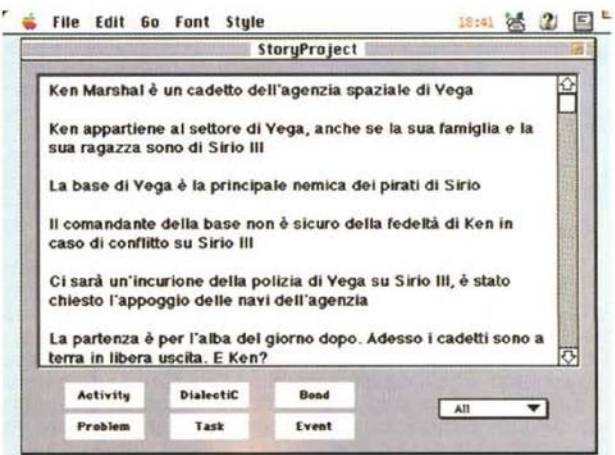 File Edit Go Font Style 18:41
StoryProject
Ken Marshal è un cadetto dell'agenzia spaziale di Vega
Ken appartiene al settore di Vega, anche se la sua famiglia e la
sua ragazza sono di Sirio III
La base di Vega è la principale nemica dei pirati di Sirio
Il comandante della base non è sicuro della fedeltà di Ken in
caso di conflitto su Sirio III
Ci sarà un'incurione della polizia di Vega su Sirio III, è stato
chiesto l'appoggio delle navi dell'agenzia
La partenza è per l'alba del giorno dopo. Adesso i cadetti sono a
terra in libera uscita. E Ken?
Activity DialectiC Bond
All
Problem Task Event